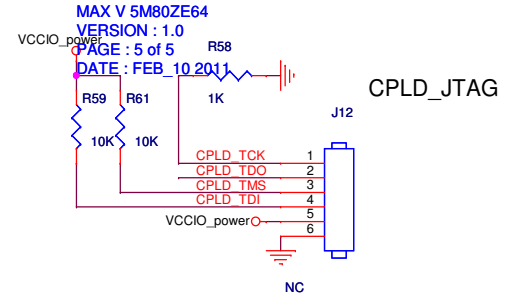 MAX V 5M80ZE64
VERSION : 1.0
VCCIO_power
PAGE : 5 of 5
DATE : FEB_10 2011
R58
1K
CPLD_JTAG
R59
R61
10K
10K
J12
CPLD_TCK 1
CPLD_TDO 2
CPLD_TMS 3
CPLD_TDI 4
VCCIO_power 5
6
NC